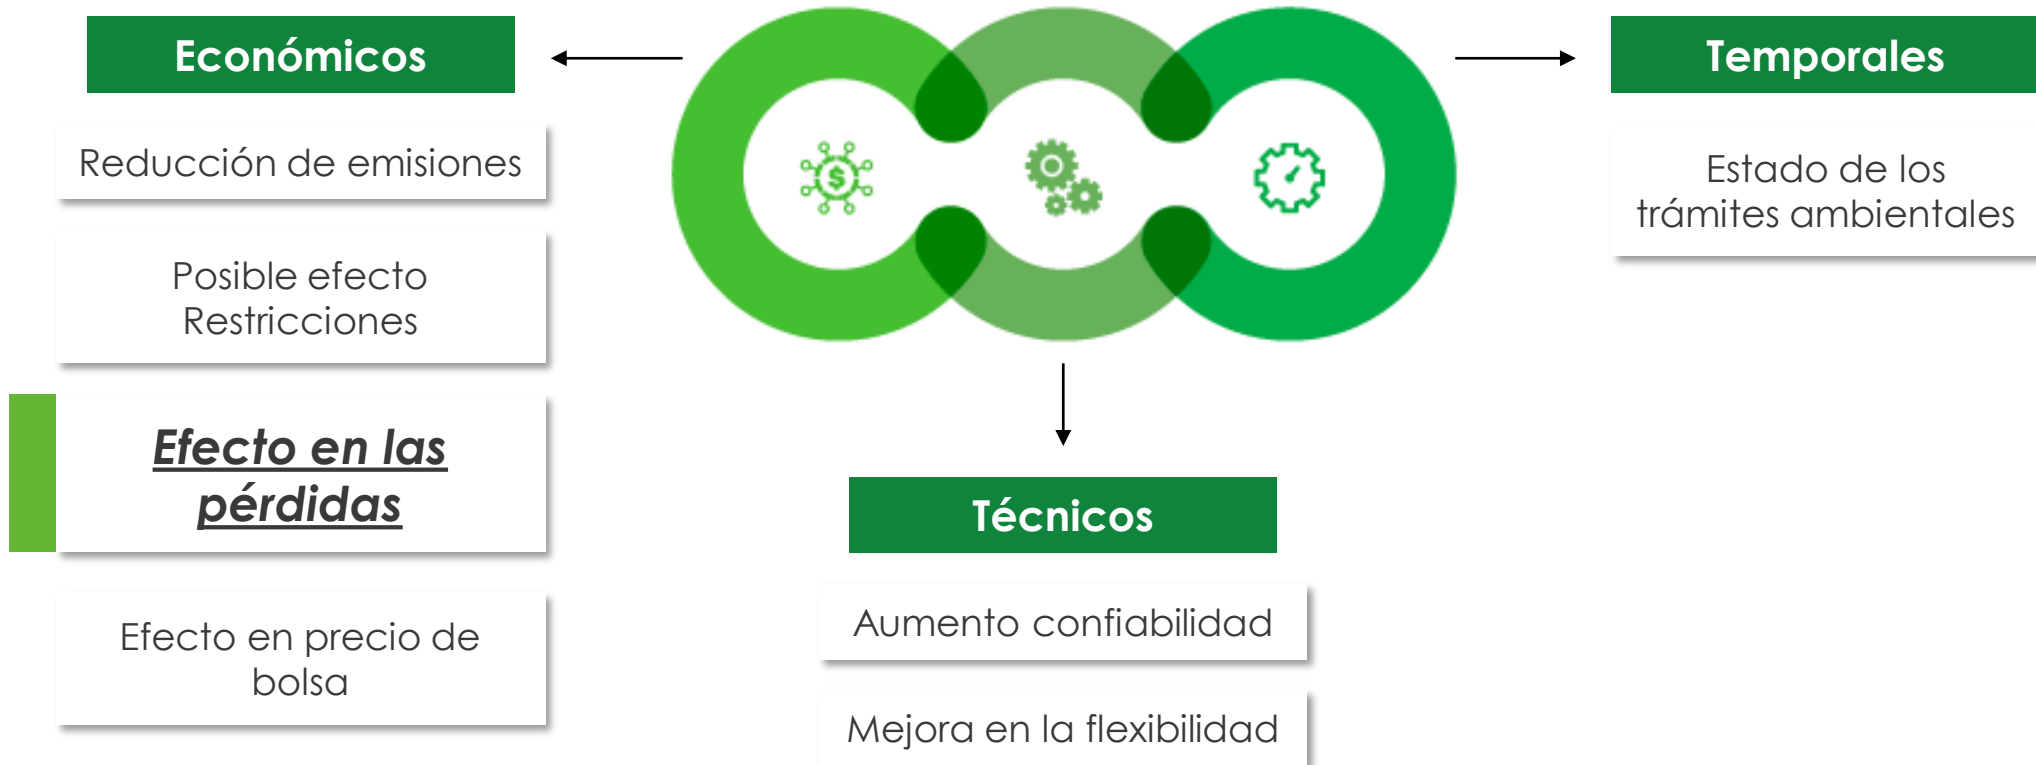 Económicos
Reducción de emisiones
Posible efecto
Restricciones
Efecto en las
pérdidas
Efecto en precio de
bolsa
$
Técnicos
Aumento confiabilidad
Mejora en la flexibilidad
Temporales
Estado de los
trámites ambientales